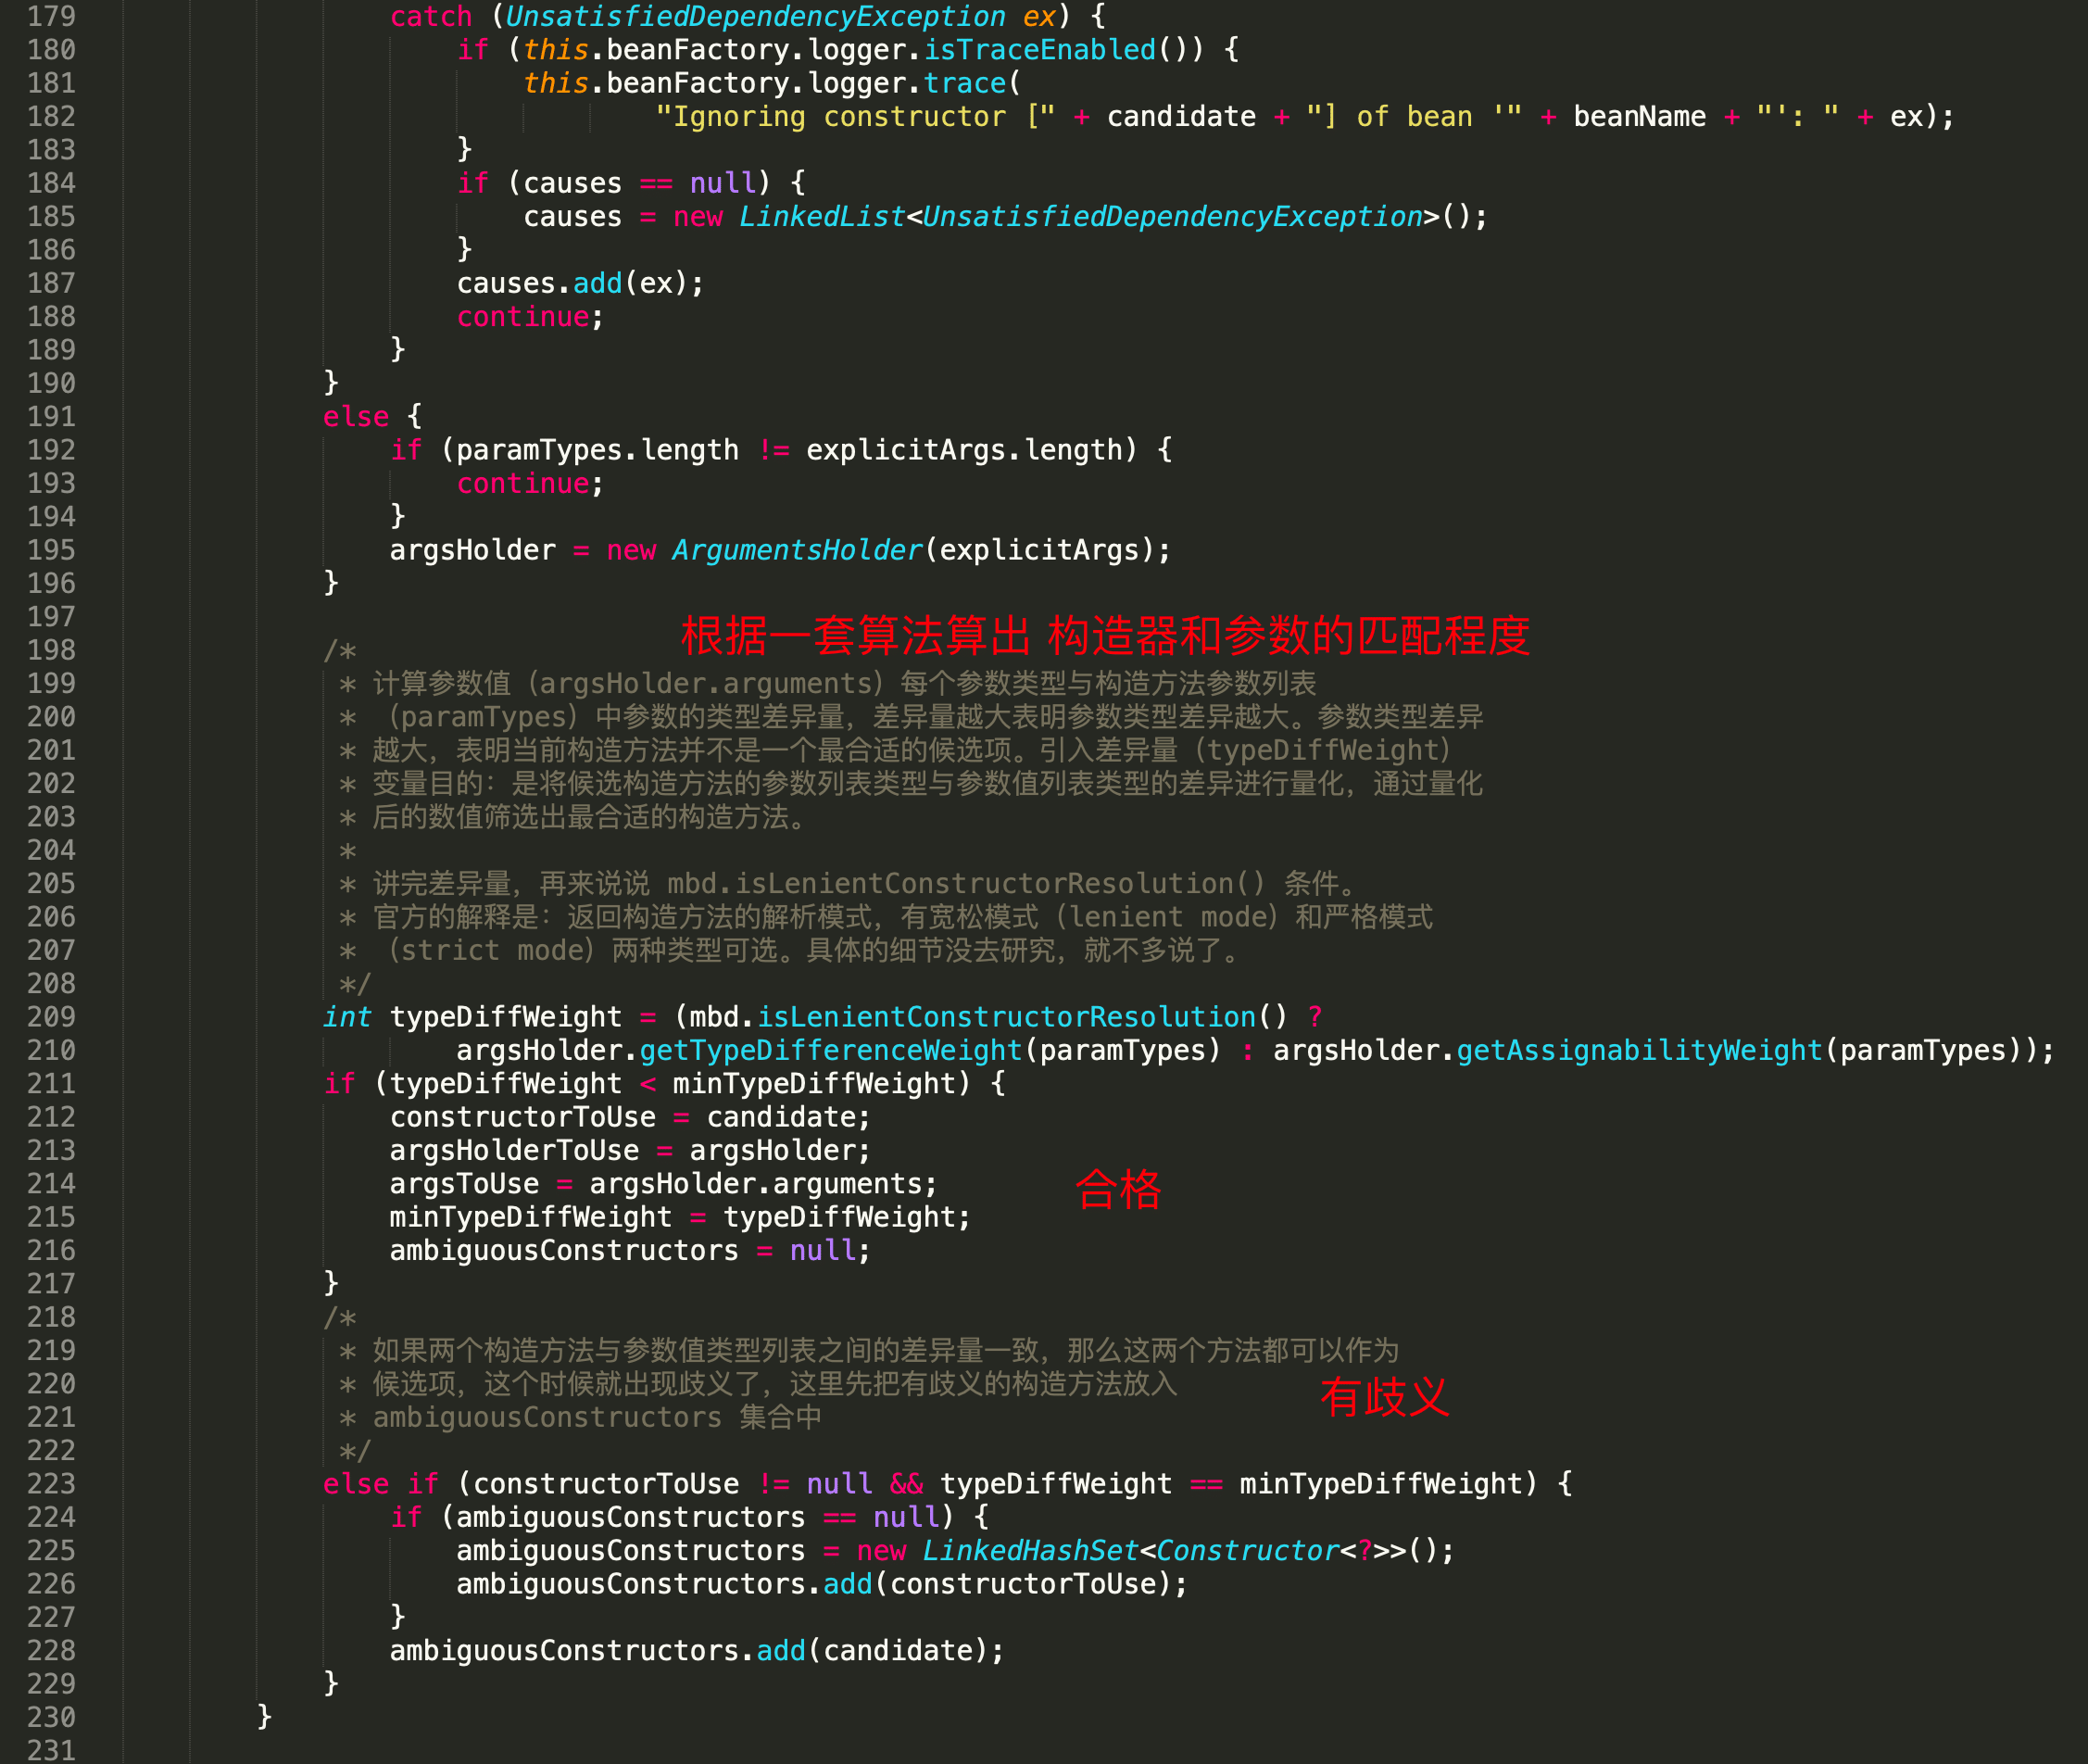 179 catch (UnsatisfiedDependencyException ex) {
180 if (this.beanFactory.logger.isTraceEnabled()) {
181 this.beanFactory.logger.trace(
182 "Ignoring constructor [" + candidate + "] of bean '" + beanName + "': " + ex);
183 }
184 if (causes == null) {
185 causes = new LinkedList<UnsatisfiedDependencyException>();
186 }
187 causes.add(ex);
188 continue;
189 }
190 }
191 else {
192 if (paramTypes.length != explicitArgs.length) {
193 continue;
194 }
195 argsHolder = new ArgumentsHolder(explicitArgs);
196 }
197
根据一套算法算出 构造器和参数的匹配程度
198 /*
199 * 计算参数值（argsHolder.arguments）每个参数类型与构造方法参数列表
200 * （paramTypes）中参数的类型差异量，差异量越大表明参数类型差异越大。参数类型差异
201 * 越大，表明当前构造方法并不是一个最合适的候选项。引入差异量（typeDiffWeight）
202 * 变量目的：是将候选构造方法的参数列表类型与参数值列表类型的差异进行量化，通过量化
203 * 后的数值筛选出最合适的构造方法。
204 *
205 * 讲完差异量，再来说说 mbd.isLenientConstructorResolution() 条件。
206 * 官方的解释是：返回构造方法的解析模式，有宽松模式（lenient mode）和严格模式
207 * （strict mode）两种类型可选。具体的细节没去研究，就不多说了。
208 */
209 int typeDiffWeight = (mbd.isLenientConstructorResolution() ?
210 argsHolder.getTypeDifferenceWeight(paramTypes) : argsHolder.getAssignabilityWeight(paramTypes));
211 if (typeDiffWeight < minTypeDiffWeight) {
212 constructorToUse = candidate;
213 argsHolderToUse = argsHolder;
214 argsToUse = argsHolder.arguments; 合格
215 minTypeDiffWeight = typeDiffWeight;
216 ambiguousConstructors = null;
217 }
218 /*
219 * 如果两个构造方法与参数值类型列表之间的差异量一致，那么这两个方法都可以作为
220 * 候选项，这个时候就出现歧义了，这里先把有歧义的构造方法放入 有歧义
221 * ambiguousConstructors 集合中
222 */
223 else if (constructorToUse != null && typeDiffWeight == minTypeDiffWeight) {
224 if (ambiguousConstructors == null) {
225 ambiguousConstructors = new LinkedHashSet<Constructor<?>>();
226 ambiguousConstructors.add(constructorToUse);
227 }
228 ambiguousConstructors.add(candidate);
229 }
230 }
231